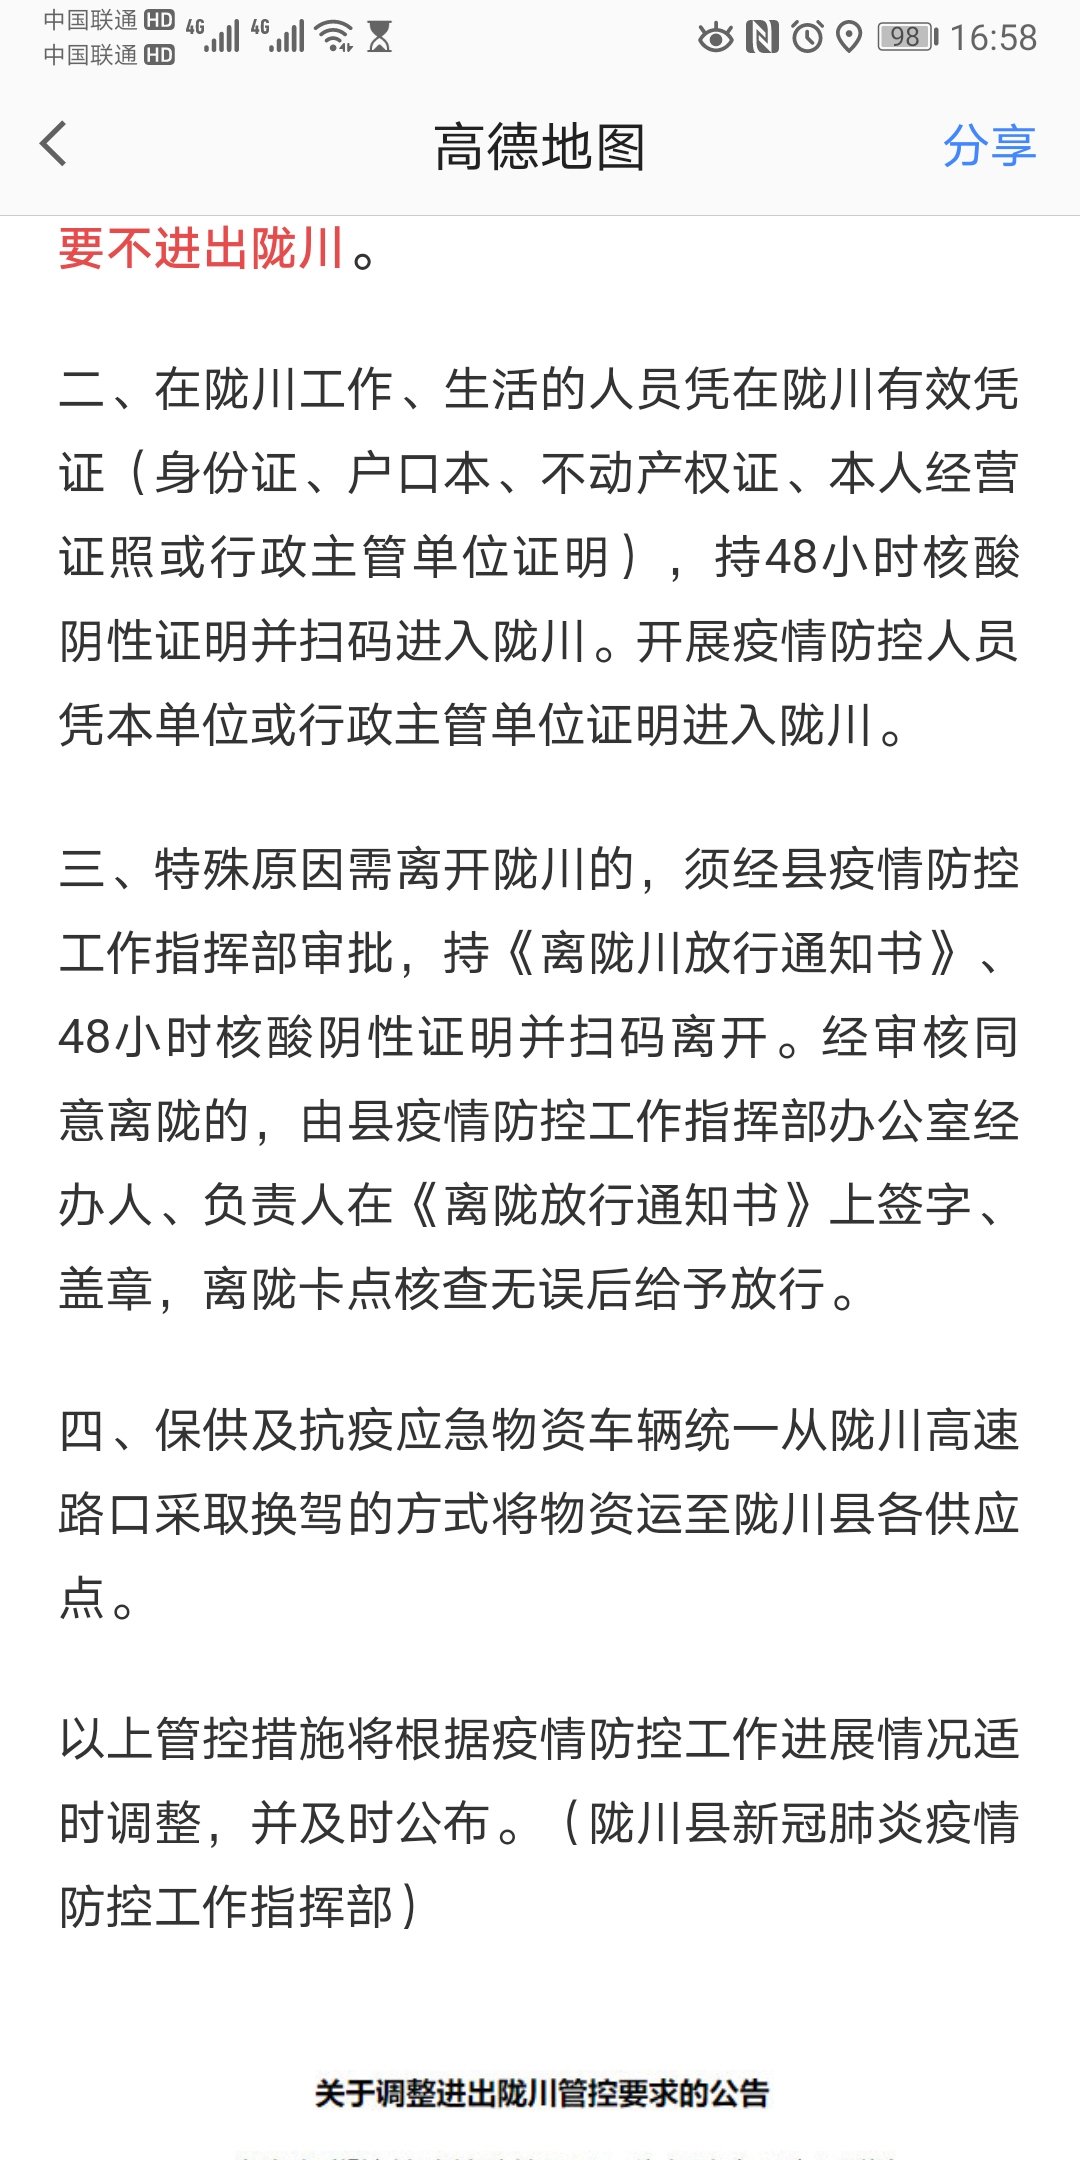 中国联通 HD 4G 4G 98 16:58
中国联通 HD
高德地图 分享
要不进出陇川。
二、在陇川工作、生活的人员凭在陇川有效凭
证（身份证、户口本、不动产权证、本人经营
证照或行政主管单位证明），持48小时核酸
阴性证明并扫码进入陇川。开展疫情防控人员
凭本单位或行政主管单位证明进入陇川。
三、特殊原因需离开陇川的，须经县疫情防控
工作指挥部审批，持《离陇川放行通知书》、
48小时核酸阴性证明并扫码离开。经审核同
意离陇的，由县疫情防控工作指挥部办公室经
办人、负责人在《离陇放行通知书》上签字、
盖章，离陇卡点核查无误后给予放行。
四、保供及抗疫应急物资车辆统一从陇川高速
路口采取换驾的方式将物资运至陇川县各供应
点。
以上管控措施将根据疫情防控工作进展情况适
时调整，并及时公布。（陇川县新冠肺炎疫情
防控工作指挥部）
关于调整进出陇川管控要求的公告